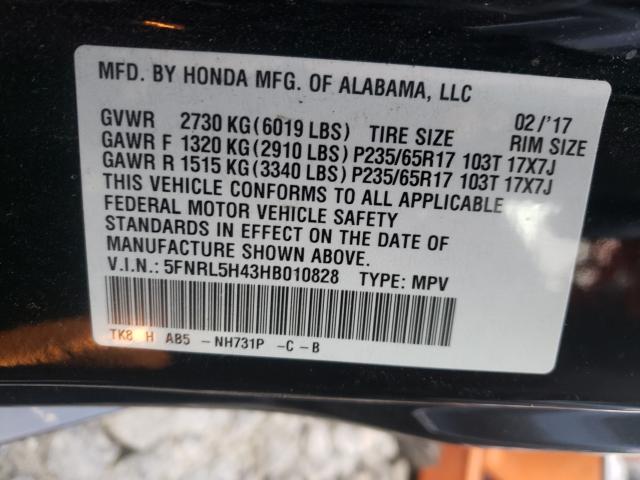 MFD. BY HONDA MFG. OF ALABAMA, LLC
02/'17
GVWR 2730 KG(6019 LBS) TIRE SIZE RIM SIZE
GAWR F 1320 KG(2910 LBS)P235/65R17 103T 17X7J
GAWR R 1515 KG(3340 LBS)P235/65R17 103T 17X7J
THIS VEHICLE CONFORMS TO ALL APPLICABLE
FEDERAL MOTOR VEHICLE SAFETY
STANDARDS IN EFFECT ON THE DATE OF
MANUFACTURE SHOWN ABOVE.
V.I.N.: 5FNRL5H43HB010828 TYPE: MPV
AB5 -NH731P -C -B